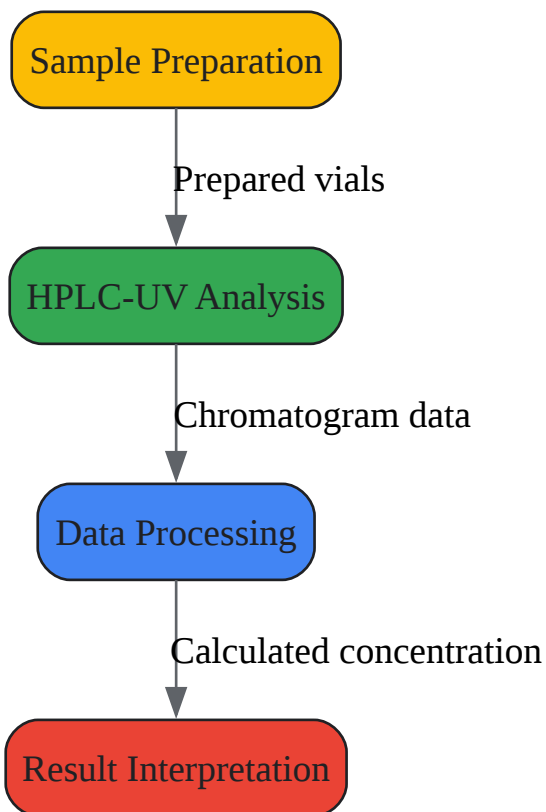 Sample Preparation
Prepared vials
HPLC-UV Analysis
Chromatogram data
Data Processing
Calculated concentration
Result Interpretation